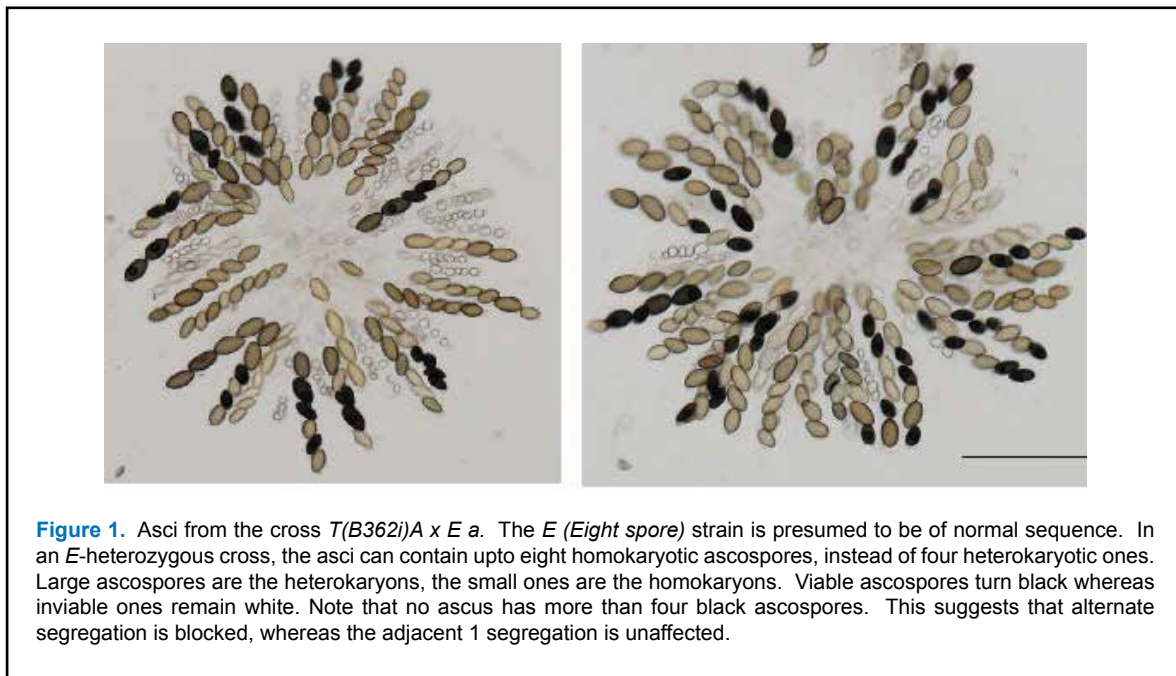 Figure 1. Asci from the cross T(B362i)A x E a. The E (Eight spore) strain is presumed to be of normal sequence. In
an E-heterozygous cross, the asci can contain upto eight homokaryotic ascospores, instead of four heterokaryotic ones.
Large ascospores are the heterokaryons, the small ones are the homokaryons. Viable ascospores turn black whereas
inviable ones remain white. Note that no ascus has more than four black ascospores. This suggests that alternate
segregation is blocked, whereas the adjacent 1 segregation is unaffected.